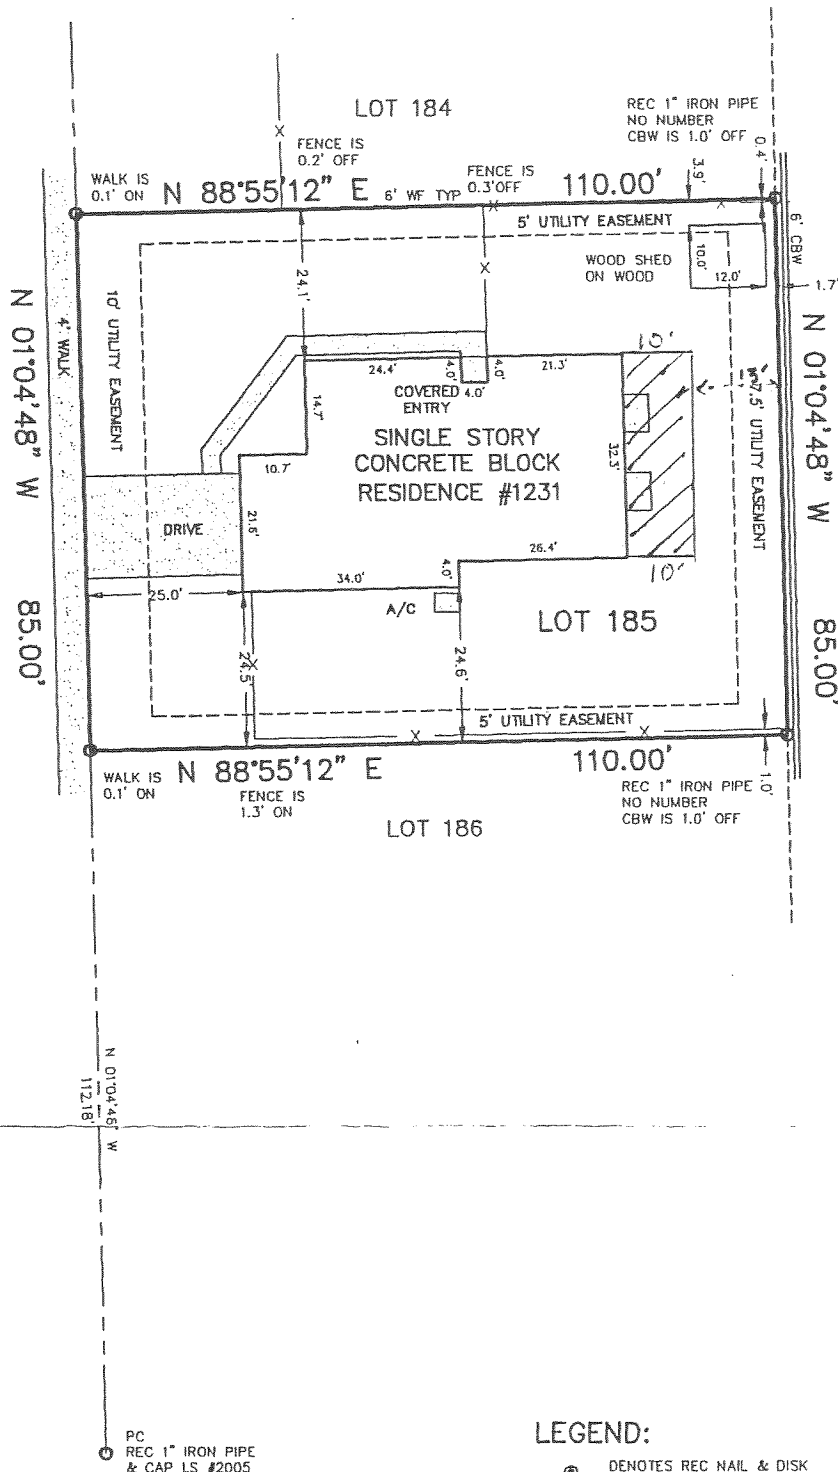 LOT 184
REC 1" IRON PIPE
NO NUMBER
CBW IS 1.0' OFF
FENCE IS
0.2' OFF
0.4'
3.9'
WALK IS
0.1' ON
N 88°55'12" E
6' WF TYP
FENCE IS
0.3'OFF
110.00'
5' UTILITY EASEMENT
6' CBW
WOOD SHED
ON WOOD
10.0'
12.0'
1.7'
24.1'
N 01°04'48" W
4' WALK
10' UTILITY EASEMENT
N 01°04'48" W
10'
24.4'
4.0'
4.0'
4.0'
21.3'
COVERED
ENTRY
14.7'
7.5' UTILITY EASEMENT
SINGLE STORY
CONCRETE BLOCK
RESIDENCE #1231
32.3'
10.7'
21.6'
DRIVE
26.4'
10'
34.0'
4.0'
25.0'
A/C
LOT 185
85.00'
85.00'
24.5'
24.6'
5' UTILITY EASEMENT
WALK IS
0.1' ON
N 88°55'12" E
110.00'
1.0'
FENCE IS
1.3' ON
REC 1" IRON PIPE
NO NUMBER
CBW IS 1.0' OFF
LOT 186
N 01°04'48" W
112.18'
PC
REC 1" IRON PIPE
& CAP LS #2005
LEGEND:
DENOTES REC NAIL & DISK